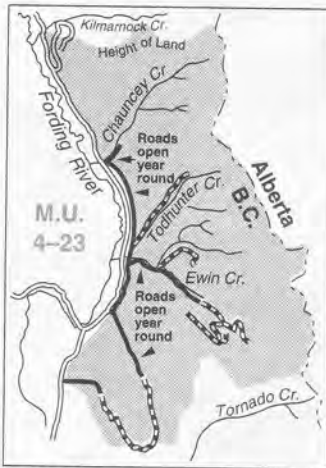 Kilmarnock Cr.
Height of Land
Chauncey Cr
Fording River
Roads
open
year
round
Todhunter Cr.
Alberta
B.C.
M.U.
4–23
Ewin Cr.
Roads
open
year
round
Tornado Cr.